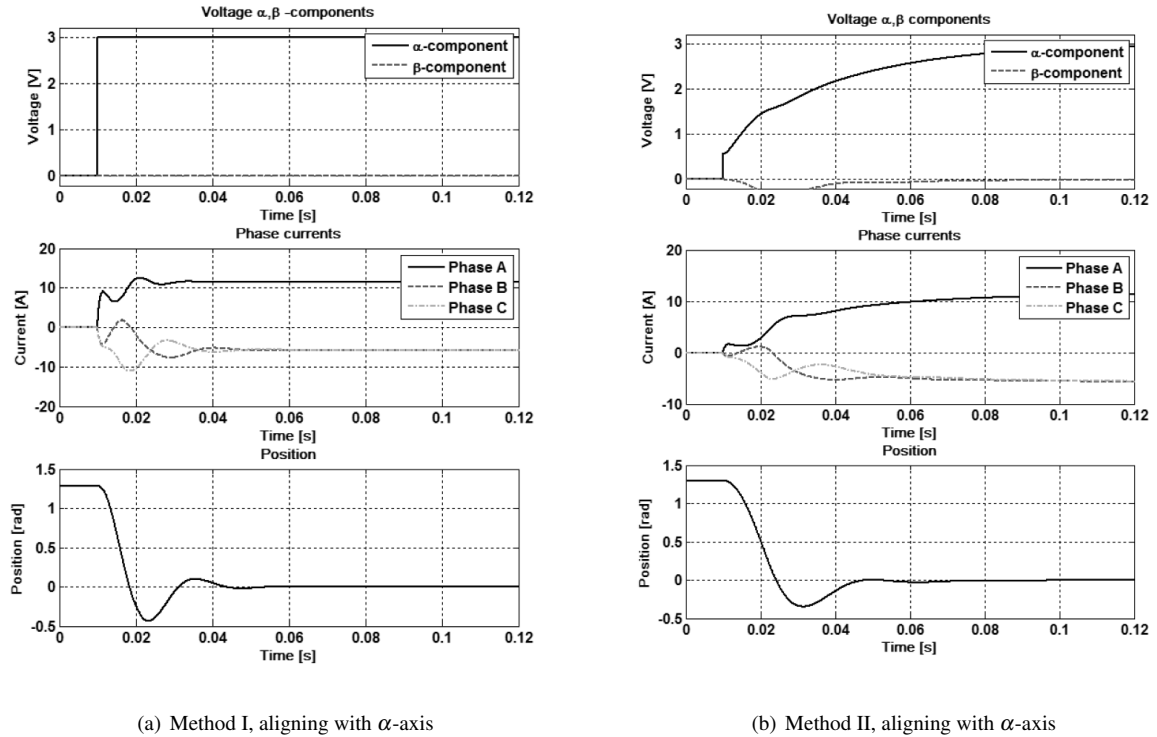 Voltage α,β -components
3
2
1
0
Voltage [V]
α-component
β-component
0 0.02 0.04 0.06 0.08 0.1 0.12
Time [s]
Phase currents
20
10
0
-10
-20
Current [A]
Phase A
Phase B
Phase C
0 0.02 0.04 0.06 0.08 0.1 0.12
Time [s]
Position
1.5
1
0.5
0
-0.5
Position [rad]
0 0.02 0.04 0.06 0.08 0.1 0.12
Time [s]
(a) Method I, aligning with α-axis
Voltage α,β components
3
2
1
0
Voltage [V]
α-component
β-component
0 0.02 0.04 0.06 0.08 0.1 0.12
Time [s]
Phase currents
20
10
0
-10
Current [A]
Phase A
Phase B
Phase C
0 0.02 0.04 0.06 0.08 0.1 0.12
Time [s]
Position
1.5
1
0.5
0
-0.5
Position [rad]
0 0.02 0.04 0.06 0.08 0.1 0.12
Time [s]
(b) Method II, aligning with α-axis